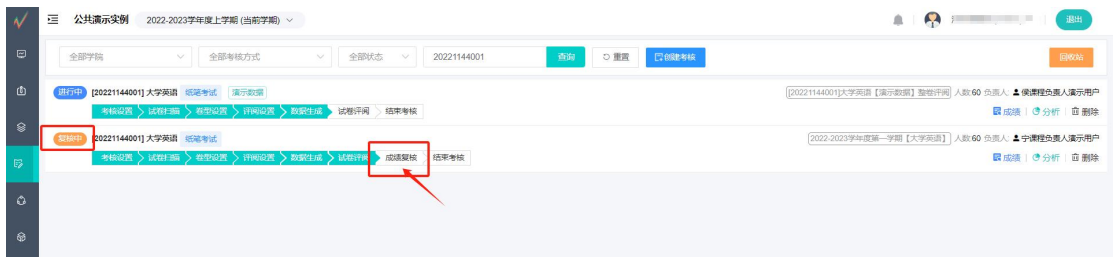 公共演示实例 2022-2023学年度上学期 (当前学期) 退出
全部学院 全部考核方式 全部状态 20221144001 查询 重置 创建考核 回收站
进行中 [20221144001] 大学英语 纸笔考试 演示数据 [20221144001]大学英语【演示数据】整卷评阅 人数 60 负责人: 侯课程负责人演示用户
考核设置 试卷扫描 卷型设置 评阅设置 数据生成 试卷评阅 结束考核 成绩 分析 删除
复核中 [20221144001] 大学英语 纸笔考试 [2022-2023学年度第一学期【大学英语】 人数 60 负责人: 宁课程负责人演示用户
考核设置 试卷扫描 卷型设置 评阅设置 数据生成 试卷评阅 成绩复核 结束考核 成绩 分析 删除